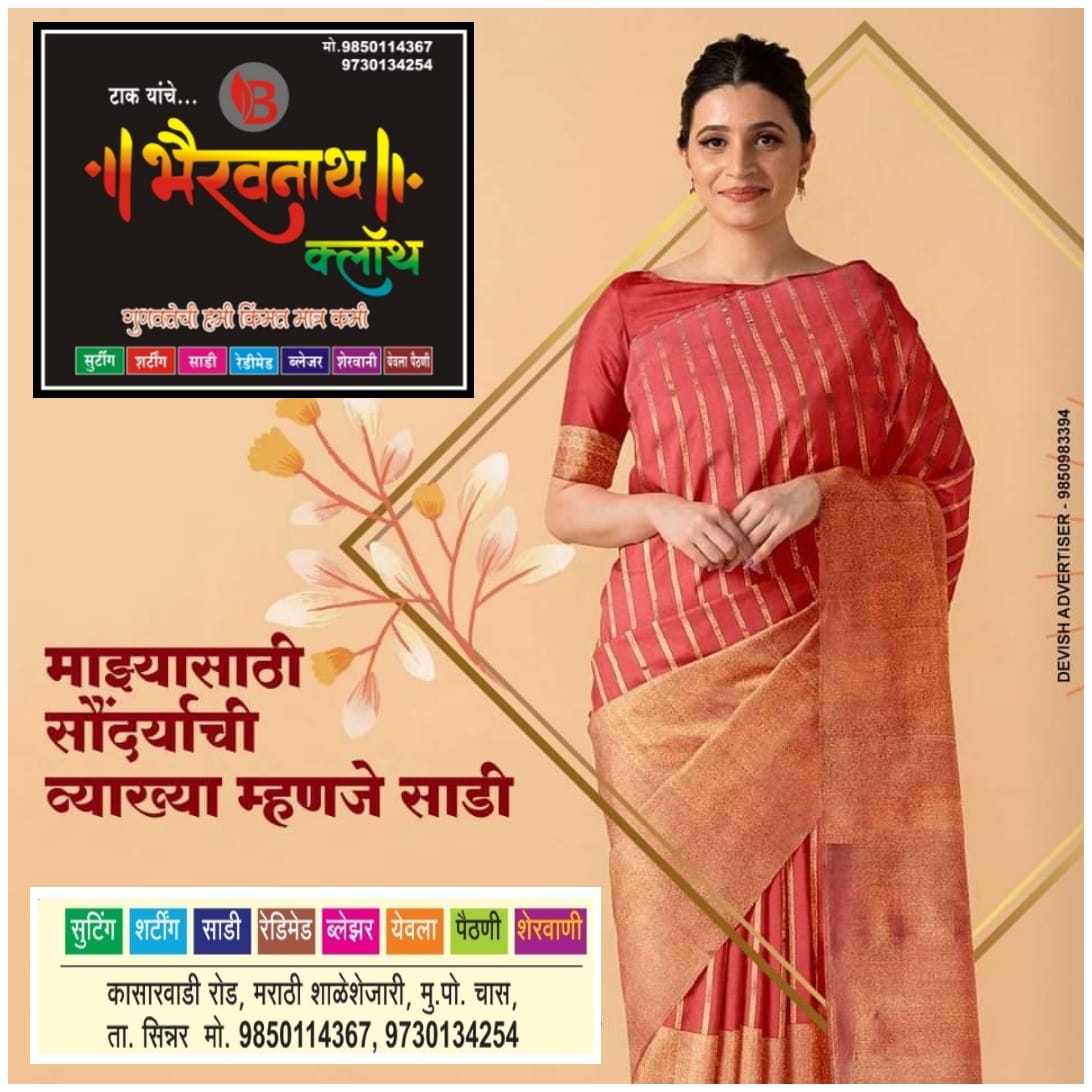 मो.9850114367
9730134254
टाक यांचे...
B
भैरवनाथ
क्लॉथ
गुणवत्तेची हमी किंमत मात्र कमी
सुटींग शर्टींग साडी रेडीमेड ब्लेजर शेरवानी येवला पैठणी
DEVISH ADVERTISER - 9850983394
माझ्यासाठी
सौंदर्याची
व्याख्या म्हणजे साडी
सुटिंग शर्टींग साडी रेडिमेड ब्लेझर येवला पैठणी शेरवाणी
कासारवाडी रोड, मराठी शाळेशेजारी, मु.पो. चास,
ता. सिन्नर मो. 9850114367, 9730134254